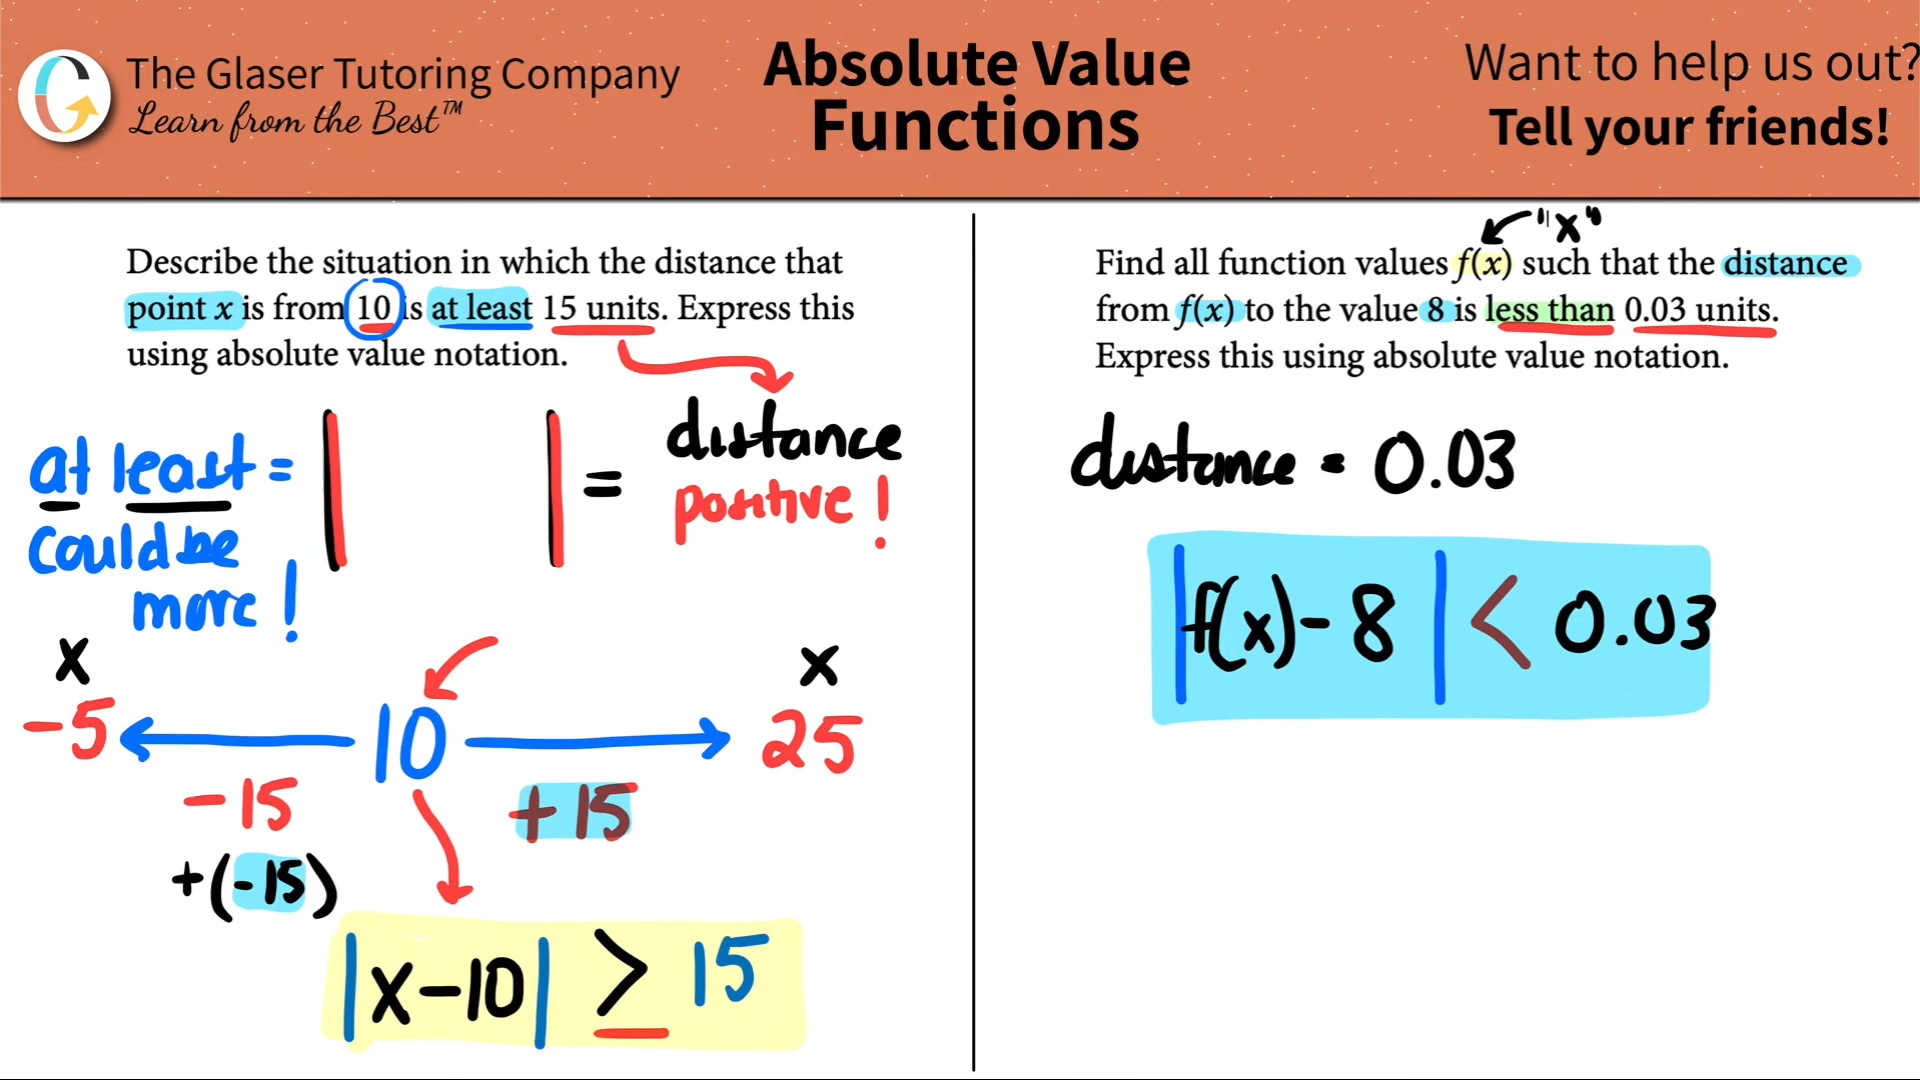 The Glaser Tutoring Company
Learn from the Best™
Absolute Value
Functions
Want to help us out?
Tell your friends!
Describe the situation in which the distance that
point x is from 10 is at least 15 units. Express this
using absolute value notation.
at least = | | = distance
positive!
could be
more!
x x
-5 10 25
-15 +15
+(-15)
|x-10| ≥ 15
"x"
Find all function values f(x) such that the distance
from f(x) to the value 8 is less than 0.03 units.
Express this using absolute value notation.
distance = 0.03
|f(x)-8| < 0.03